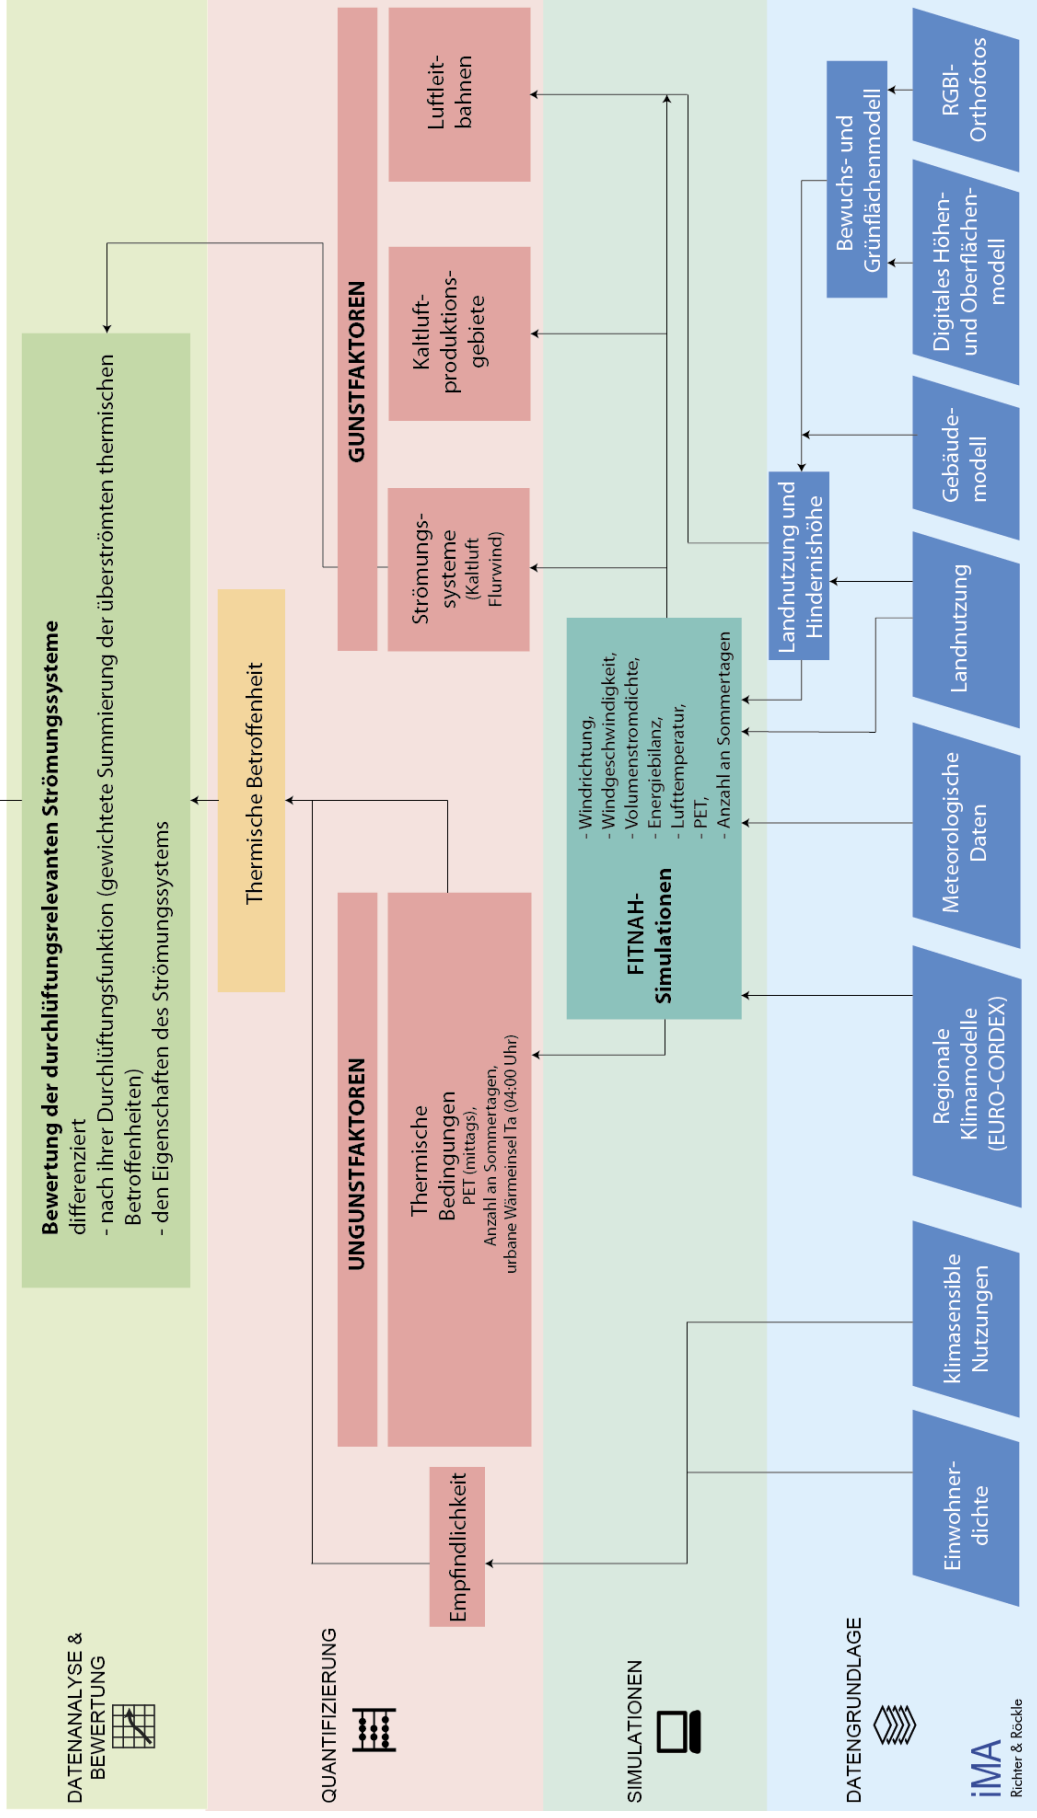 DATENANALYSE &
BEWERTUNG
Bewertung der durchlüftungsrelevanten Strömungssysteme
differenziert
- nach ihrer Durchlüftungsfunktion (gewichtete Summierung der überströmten thermischen
Betroffenheiten)
- den Eigenschaften des Strömungssystems
QUANTIFIZIERUNG
Thermische Betroffenheit
UNGUNSTFAKTOREN
GUNSTFAKTOREN
Empfindlichkeit
Thermische
Bedingungen
PET (mittags),
Anzahl an Sommertagen,
urbane Wärmeinsel Ta (04:00 Uhr)
Strömungs-
systeme
(Kaltluft
Flurwind)
Kaltluft-
produktions-
gebiete
Luftleit-
bahnen
SIMULATIONEN
FITNAH-
Simulationen
- Windrichtung,
- Windgeschwindigkeit,
- Volumenstromdichte,
- Energiebilanz,
- Lufttemperatur,
- PET,
- Anzahl an Sommertagen
DATENGRUNDLAGE
Landnutzung und
Hindernishöhe
Bewuchs- und
Grünflächenmodell
Einwohner-
dichte
klimasensible
Nutzungen
Regionale
Klimamodelle
(EURO-CORDEX)
Meteorologische
Daten
Landnutzung
Gebäude-
modell
Digitales Höhen-
und Oberflächen-
modell
RGBI-
Orthofotos
iMA
Richter & Röckle